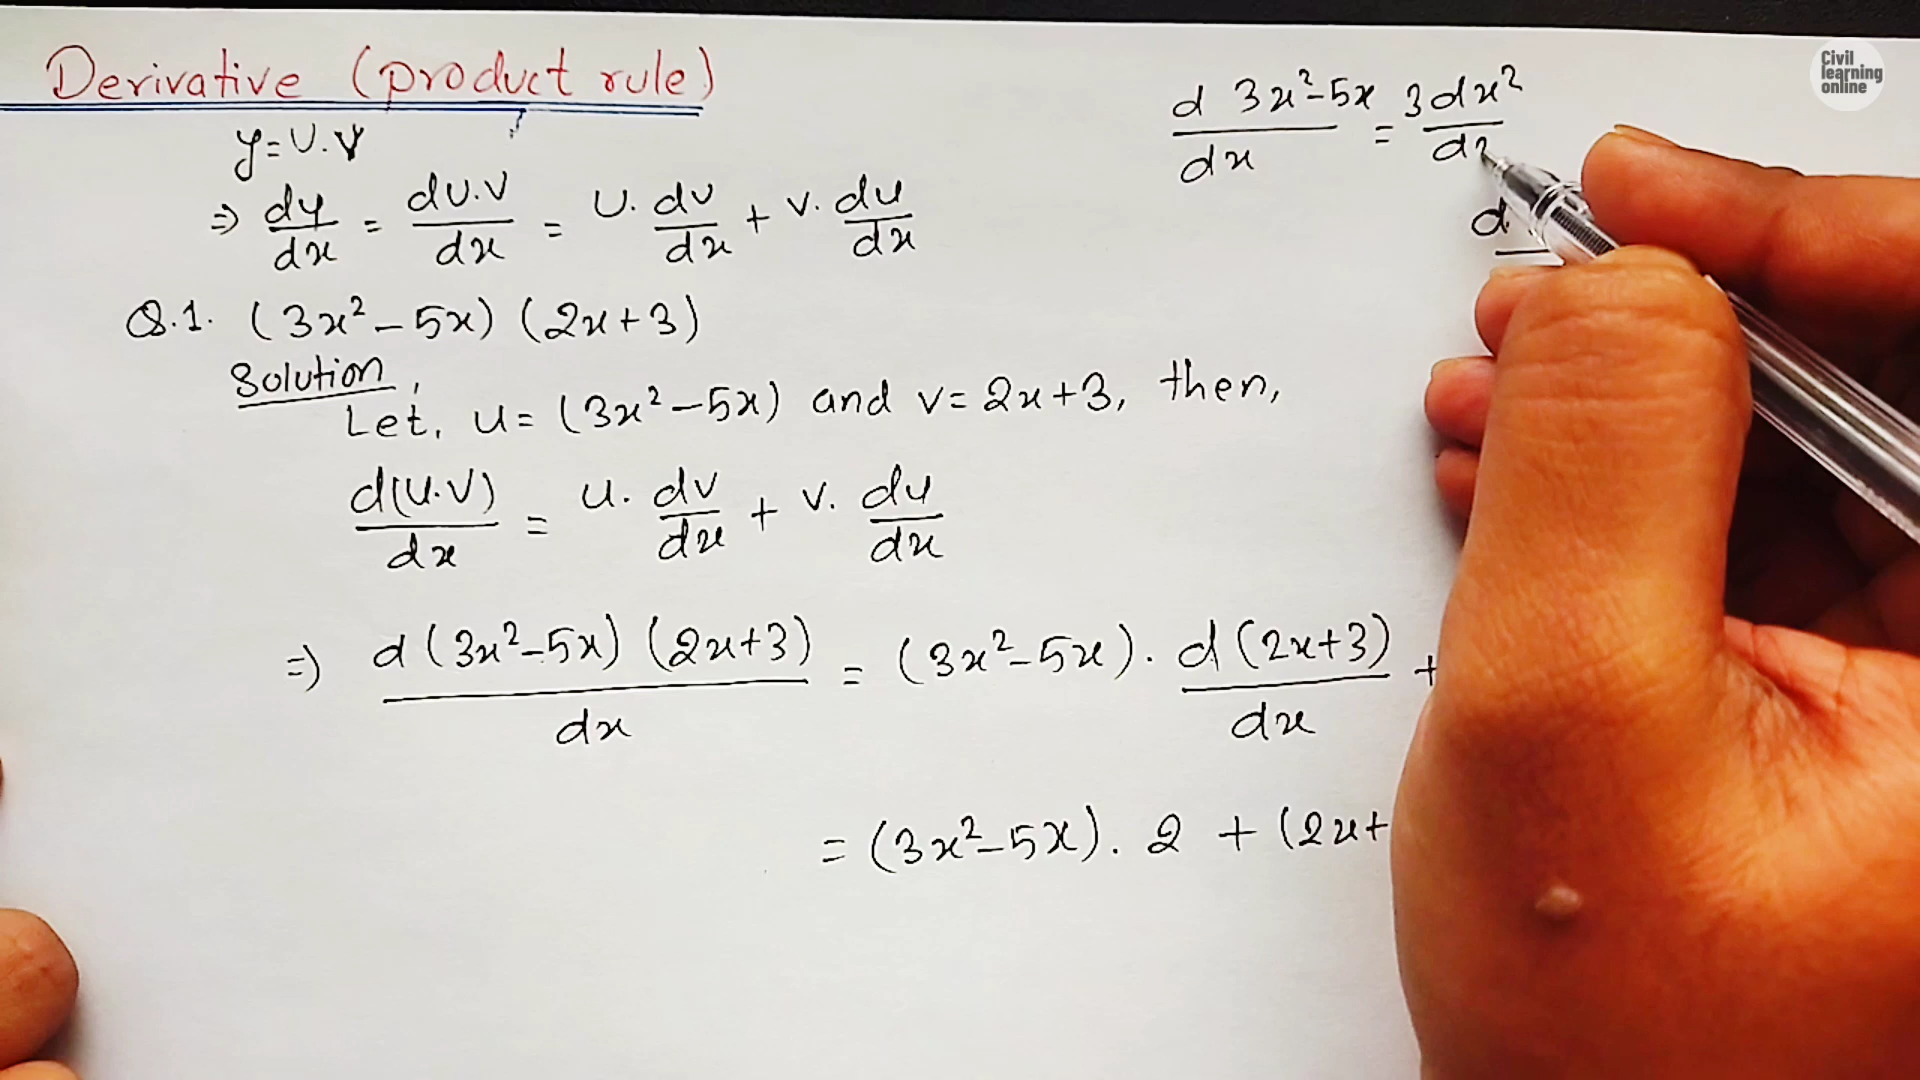 Derivative (product rule)
y=U.V
⇒ dy/dx = dU.V/dx = U. dv/dx + V. du/dx
Q.1. (3x² - 5x) (2x+3)
Solution,
Let, u = (3x² - 5x) and v = 2x+3, then,
d(U.V)/dx = u. dv/dx + v. du/dx
⇒ d (3x² - 5x) (2x+3)/dx = (3x² - 5x). d (2x+3)/dx +
= (3x² - 5x). 2 + (2x+
d 3x² - 5x/dx = 3dx²/dx
d
Civil
learning
online